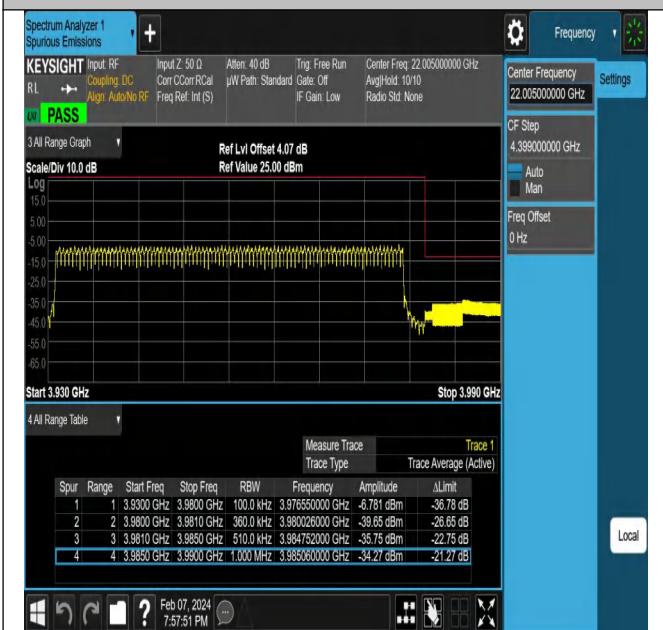 Spectrum Analyzer 1
Spurious Emissions
+
Frequency
KEYSIGHT
RL
PASS
Input: RF
Coupling: DC
Align: Auto/No RF
Input Z: 50 Ω
Corr CCorr RCal
Freq Ref: Int (S)
Atten: 40 dB
µW Path: Standard
Trig: Free Run
Gate: Off
IF Gain: Low
Center Freq: 22.005000000 GHz
Avg|Hold: 10/10
Radio Std: None
Center Frequency
22.005000000 GHz
Settings
CF Step
4.399000000 GHz
Auto
Man
Freq Offset
0 Hz
Local
3 All Range Graph
Scale/Div 10.0 dB
Ref Lvl Offset 4.07 dB
Ref Value 25.00 dBm
Log
15.0
5.00
-5.00
-15.0
-25.0
-35.0
-45.0
-55.0
-65.0
Start 3.930 GHz
Stop 3.990 GHz
4 All Range Table
Measure Trace Trace 1
Trace Type Trace Average (Active)
Spur Range Start Freq Stop Freq RBW Frequency Amplitude ΔLimit
1 1 3.9300 GHz 3.9800 GHz 100.0 kHz 3.976550000 GHz -6.781 dBm -36.78 dB
2 2 3.9800 GHz 3.9810 GHz 360.0 kHz 3.980026000 GHz -39.65 dBm -26.65 dB
3 3 3.9810 GHz 3.9850 GHz 510.0 kHz 3.984752000 GHz -35.75 dBm -22.75 dB
4 4 3.9850 GHz 3.9900 GHz 1.000 MHz 3.985060000 GHz -34.27 dBm -21.27 dB
?
Feb 07, 2024
7:57:51 PM